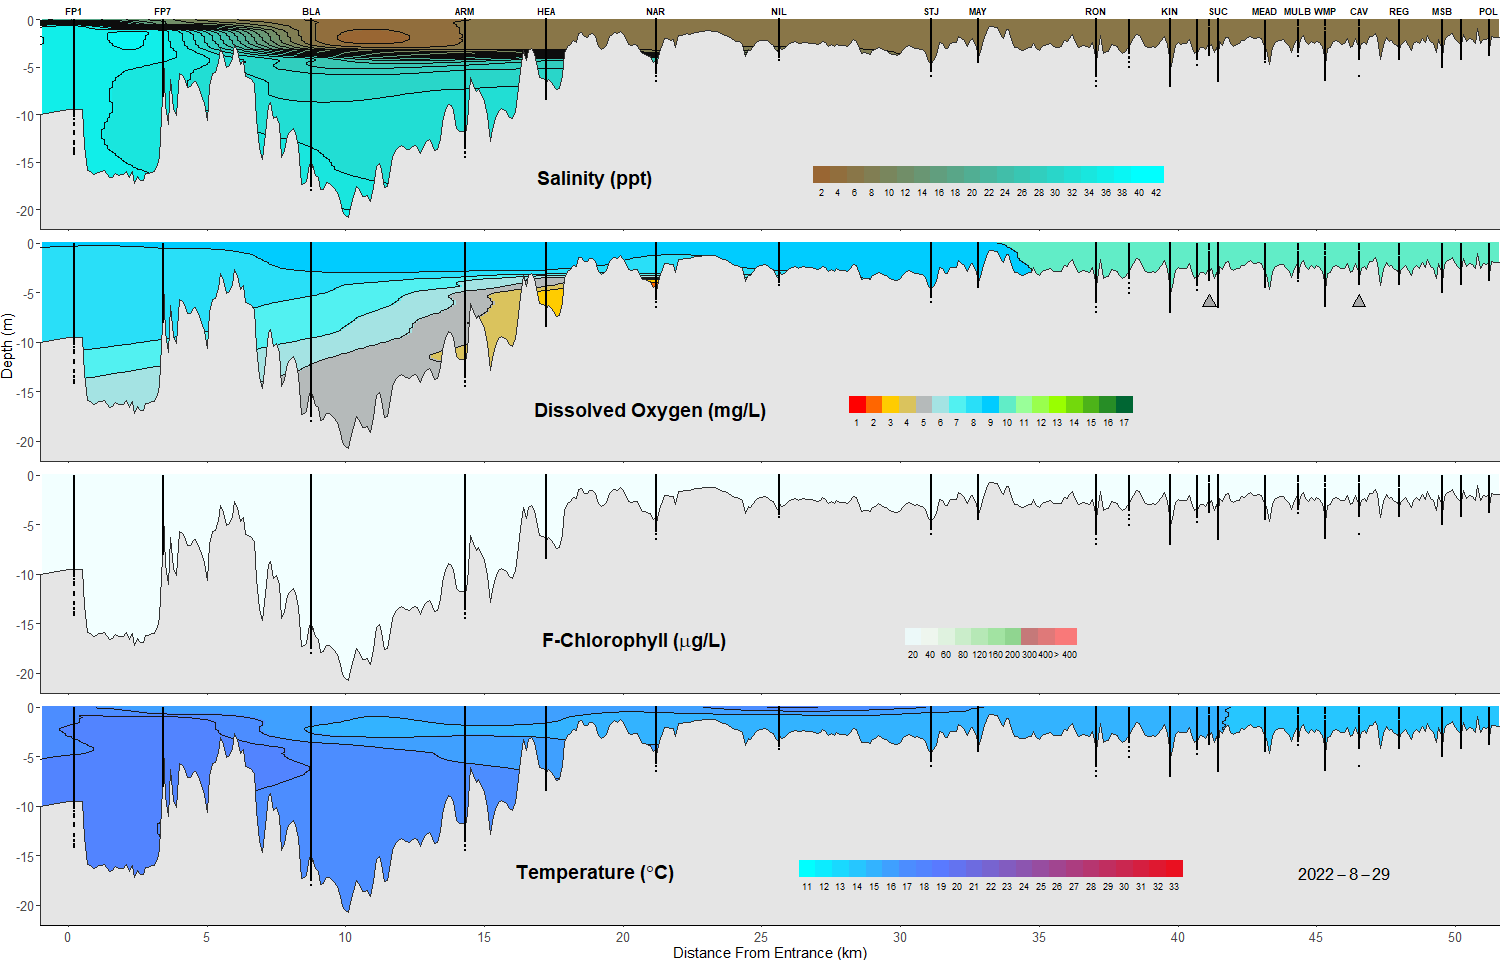 FP1 FP7 BLA ARM HEA NAR NIL STJ MAY RON KIN SUC MEAD MULB WMP CAV REG MSB POL
0
-5
-10
-15
-20
Salinity (ppt)
2 4 6 8 10 12 14 16 18 20 22 24 26 28 30 32 34 36 38 40 42
0
-5
-10
-15
-20
Dissolved Oxygen (mg/L)
1 2 3 4 5 6 7 8 9 10 11 12 13 14 15 16 17
Depth (m)
0
-5
-10
-15
-20
F-Chlorophyll (μg/L)
20 40 60 80 120 160 200 300 400 > 400
0
-5
-10
-15
-20
Temperature (°C)
11 12 13 14 15 16 17 18 19 20 21 22 23 24 25 26 27 28 29 30 31 32 33
2022-8-29
0 5 10 15 20 25 30 35 40 45 50
Distance From Entrance (km)